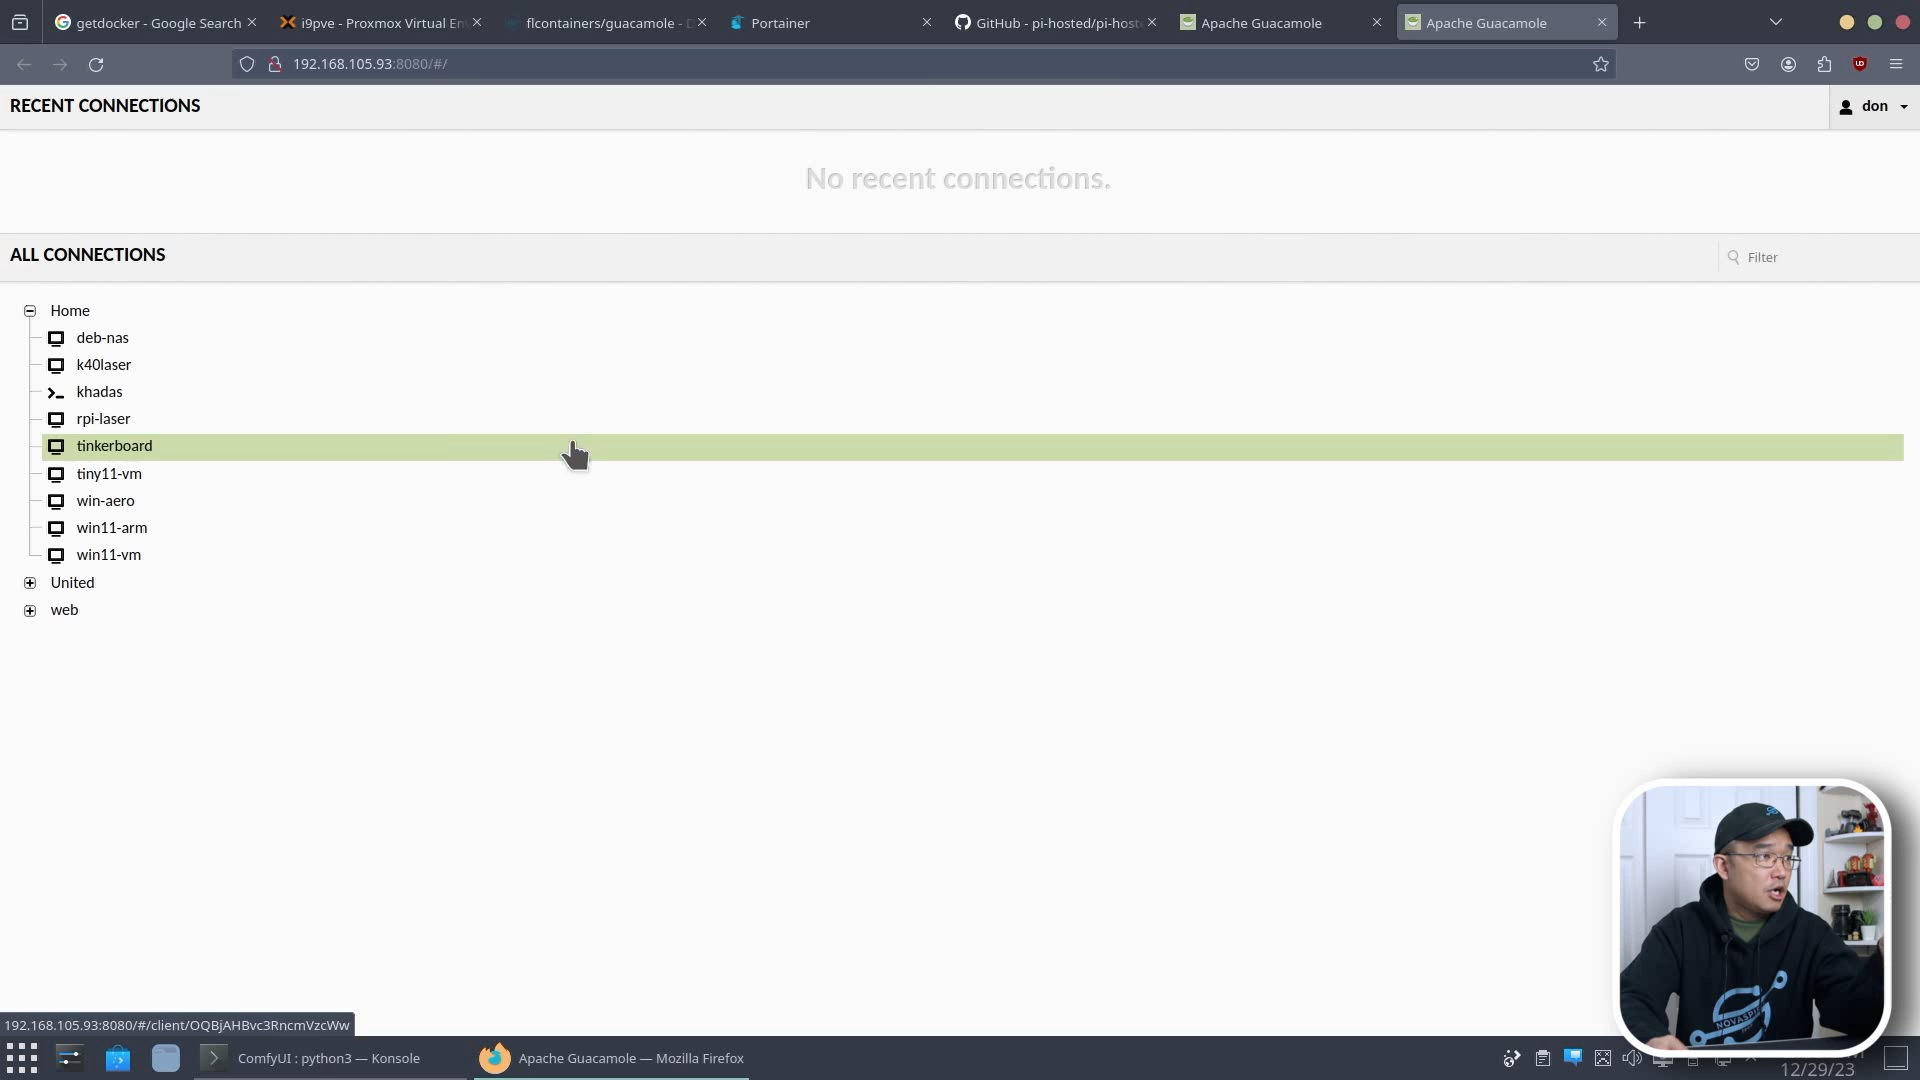 getdocker - Google Search
i9pve - Proxmox Virtual En
flcontainers/guacamole - D
Portainer
GitHub - pi-hosted/pi-host
Apache Guacamole
Apache Guacamole
192.168.105.93:8080/#/
RECENT CONNECTIONS
don
No recent connections.
ALL CONNECTIONS
Filter
Home
deb-nas
k40laser
khadas
rpi-laser
tinkerboard
tiny11-vm
win-aero
win11-arm
win11-vm
United
web
NOVASPI
192.168.105.93:8080/#/client/OQBjAHBvc3RncmVzcWw
ComfyUI : python3 — Konsole
Apache Guacamole — Mozilla Firefox
12/29/23